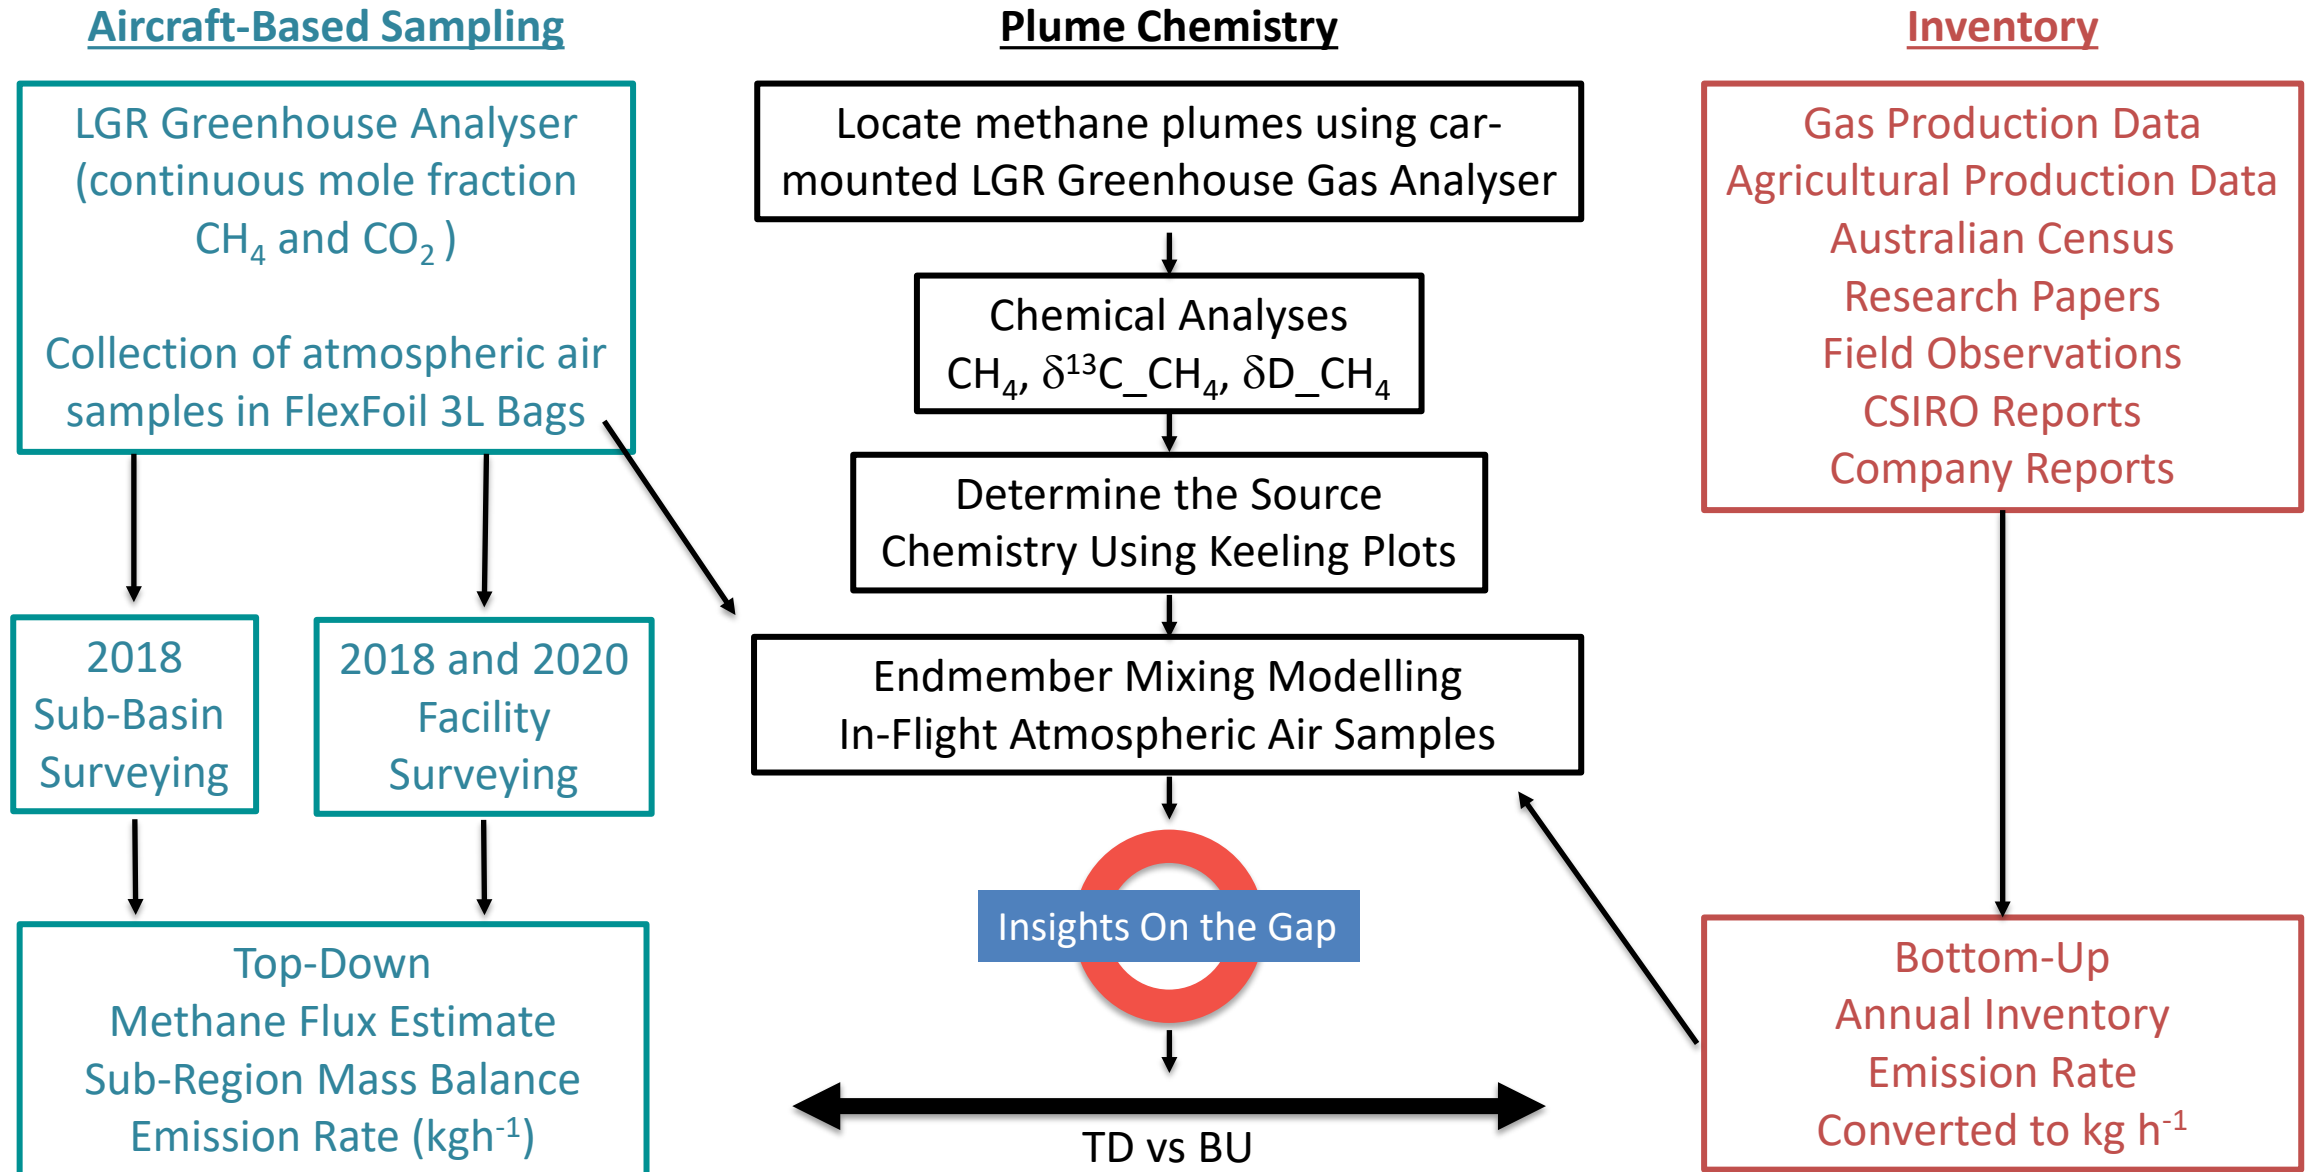 Aircraft-Based Sampling
LGR Greenhouse Analyser
(continuous mole fraction
CH₄ and CO₂ )
Collection of atmospheric air
samples in FlexFoil 3L Bags
2018
Sub-Basin
Surveying
2018 and 2020
Facility
Surveying
Top-Down
Methane Flux Estimate
Sub-Region Mass Balance
Emission Rate (kgh⁻¹)
Plume Chemistry
Locate methane plumes using car-
mounted LGR Greenhouse Gas Analyser
Chemical Analyses
CH₄, δ¹³C_CH₄, δD_CH₄
Determine the Source
Chemistry Using Keeling Plots
Endmember Mixing Modelling
In-Flight Atmospheric Air Samples
Insights On the Gap
TD vs BU
Inventory
Gas Production Data
Agricultural Production Data
Australian Census
Research Papers
Field Observations
CSIRO Reports
Company Reports
Bottom-Up
Annual Inventory
Emission Rate
Converted to kg h⁻¹